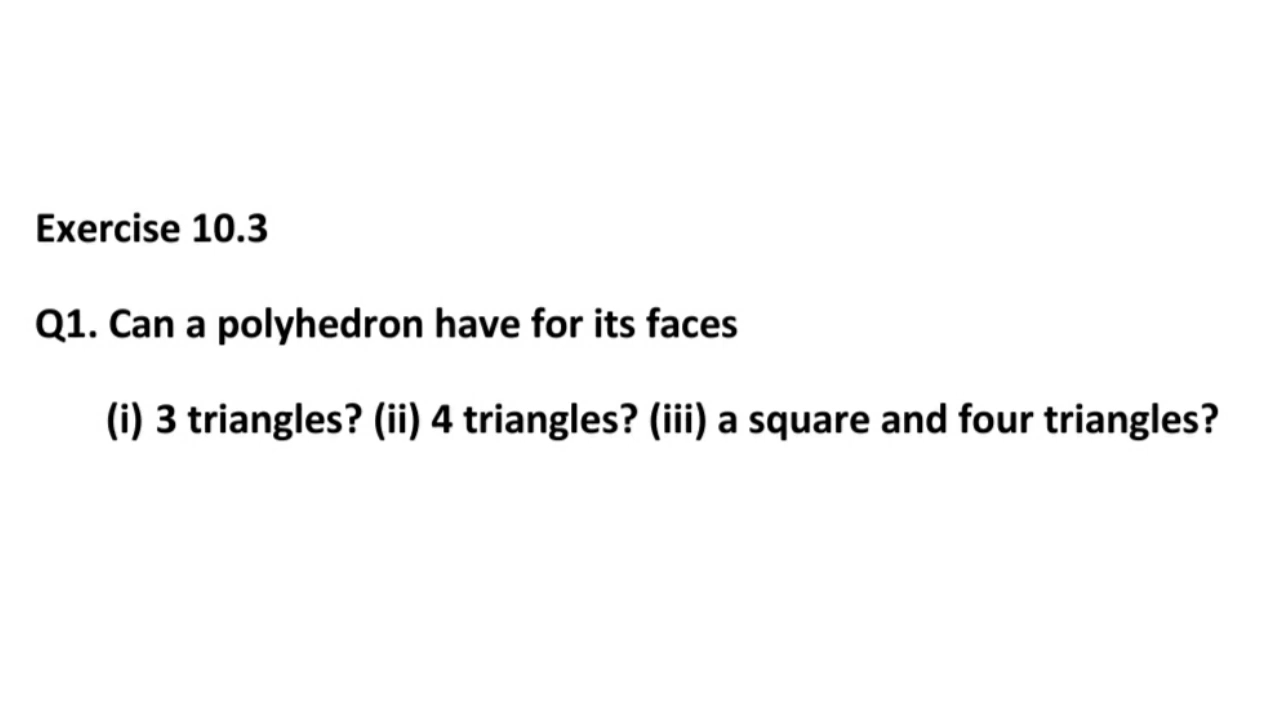 Exercise 10.3
Q1. Can a polyhedron have for its faces
(i) 3 triangles? (ii) 4 triangles? (iii) a square and four triangles?